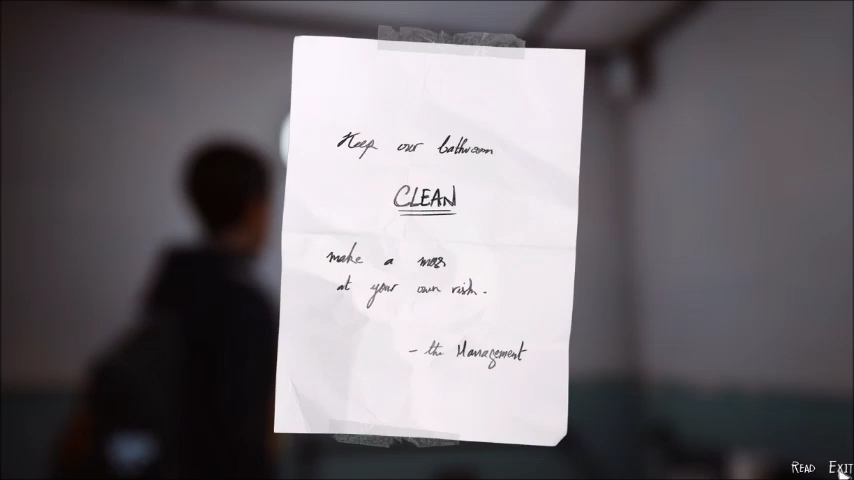 Keep our bathroom
CLEAN
make a mess
at your own risk.
- the Management
READ EXIT